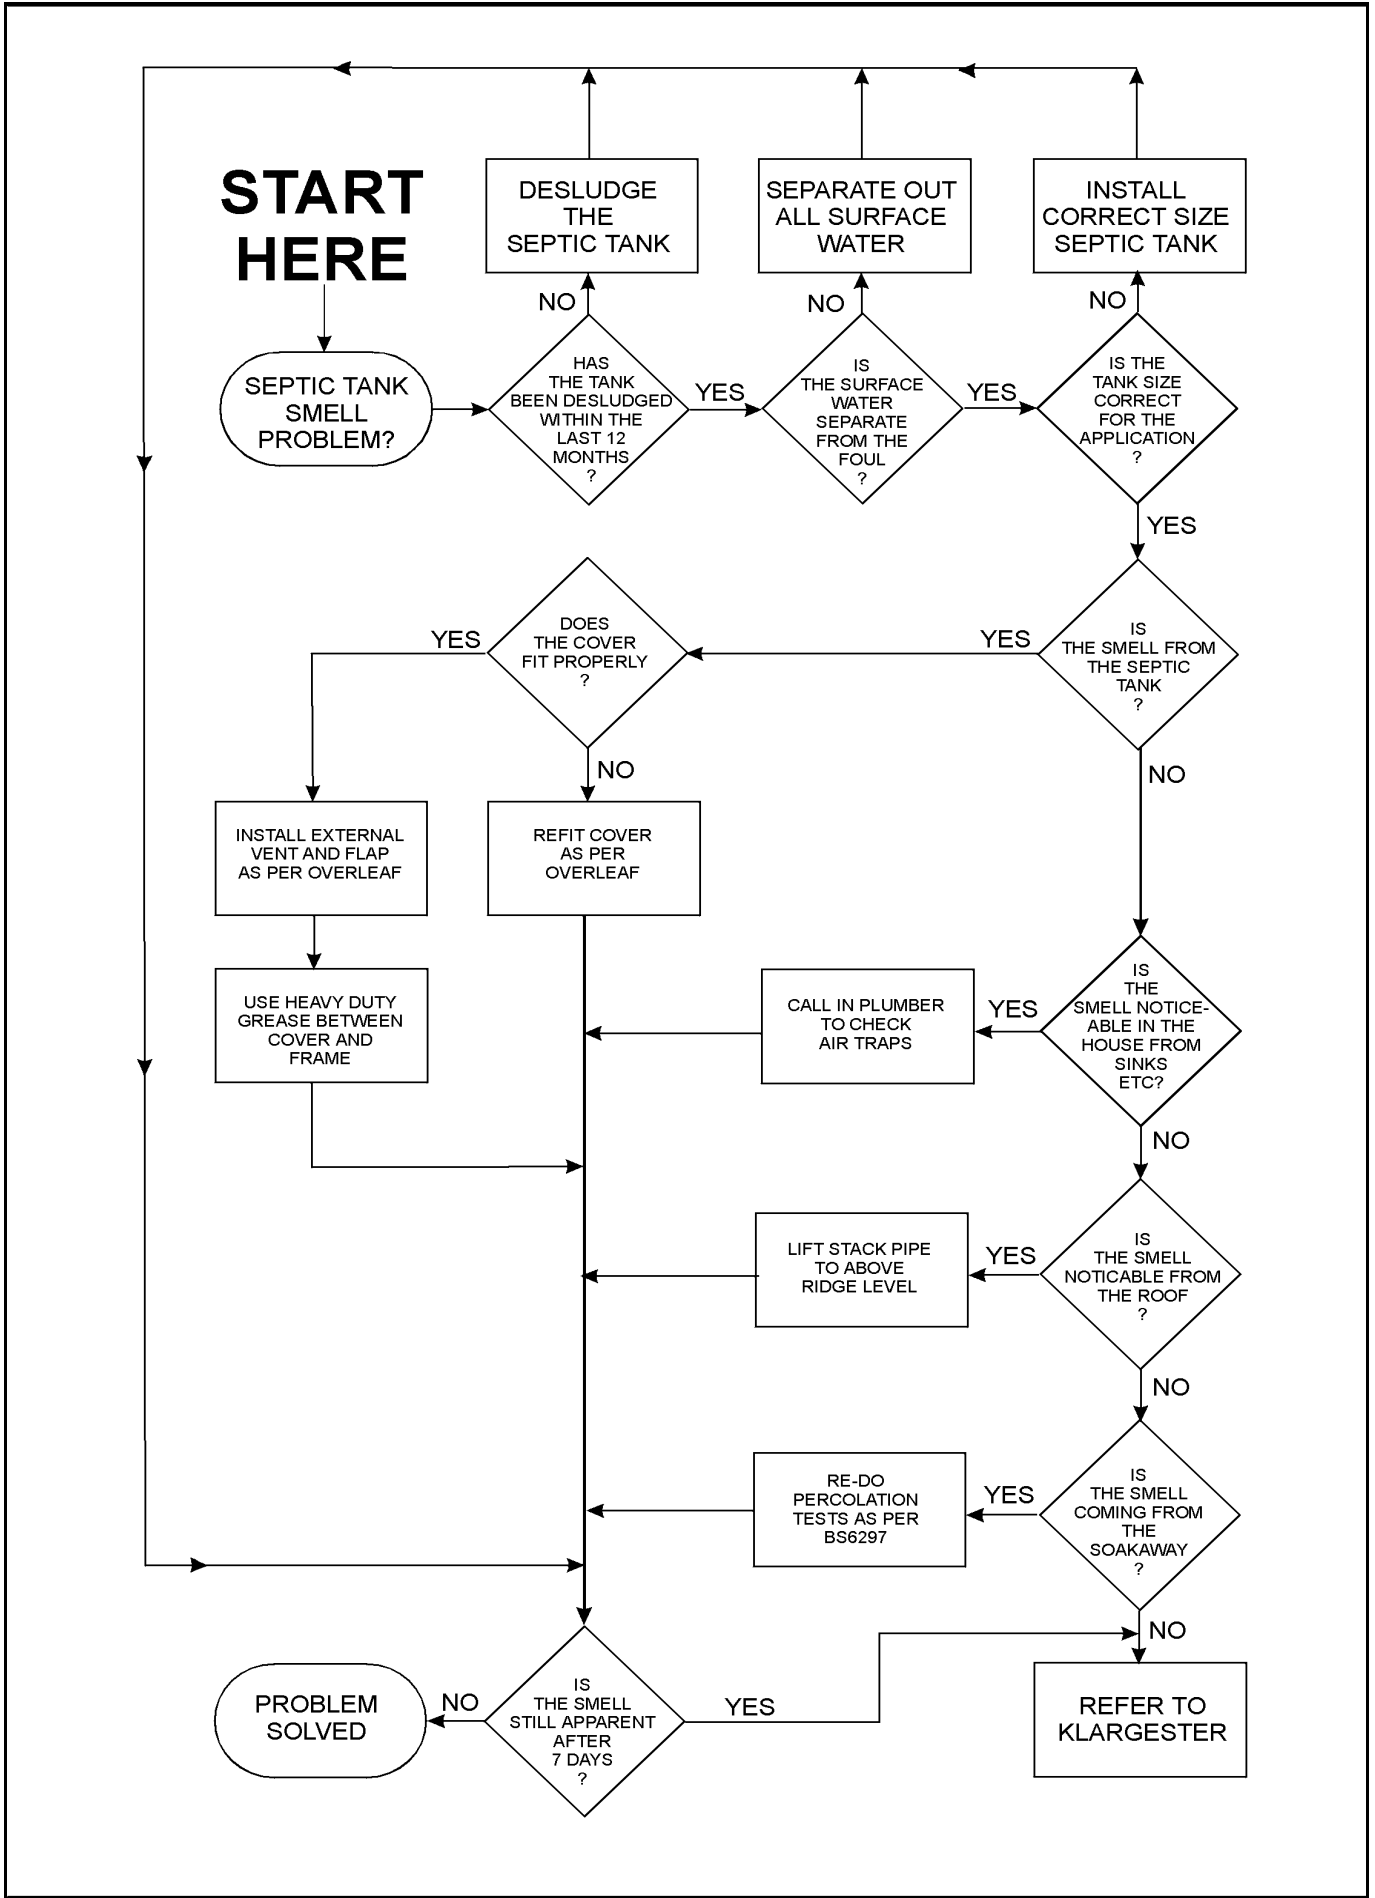 START
HERE
SEPTIC TANK
SMELL
PROBLEM?
DESLUDGE
THE
SEPTIC TANK
NO
HAS
THE TANK
BEEN DESLUDGED
WITHIN THE
LAST 12
MONTHS
?
YES
SEPARATE OUT
ALL SURFACE
WATER
NO
IS
THE SURFACE
WATER
SEPARATE
FROM THE
FOUL
?
YES
INSTALL
CORRECT SIZE
SEPTIC TANK
NO
IS THE
TANK SIZE
CORRECT
FOR THE
APPLICATION
?
YES
IS
THE SMELL FROM
THE SEPTIC
TANK
?
YES
DOES
THE COVER
FIT PROPERLY
?
YES
NO
INSTALL EXTERNAL
VENT AND FLAP
AS PER OVERLEAF
REFIT COVER
AS PER
OVERLEAF
USE HEAVY DUTY
GREASE BETWEEN
COVER AND
FRAME
NO
IS
THE
SMELL NOTICE-
ABLE IN THE
HOUSE FROM
SINKS
ETC?
YES
CALL IN PLUMBER
TO CHECK
AIR TRAPS
NO
IS
THE SMELL
NOTICABLE FROM
THE ROOF
?
YES
LIFT STACK PIPE
TO ABOVE
RIDGE LEVEL
NO
IS
THE SMELL
COMING FROM
THE
SOAKAWAY
?
YES
RE-DO
PERCOLATION
TESTS AS PER
BS6297
NO
IS
THE SMELL
STILL APPARENT
AFTER
7 DAYS
?
NO
PROBLEM
SOLVED
YES
REFER TO
KLARGESTER